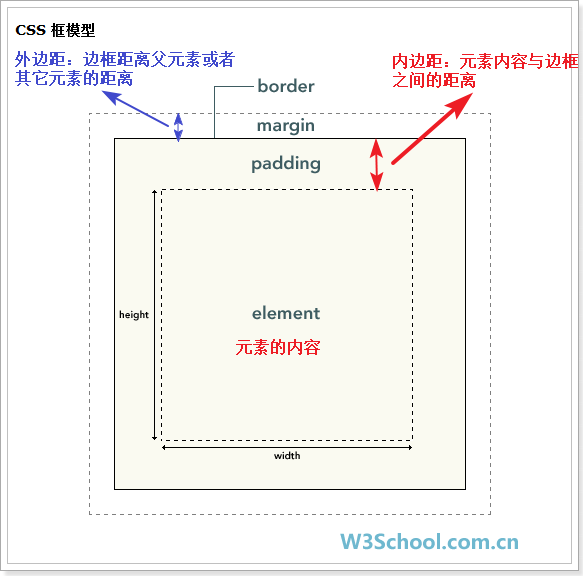 CSS 框模型
外边距：边框距离父元素或者
其它元素的距离
内边距：元素内容与边框
之间的距离
border
margin
padding
height
element
元素的内容
width
W3School.com.cn